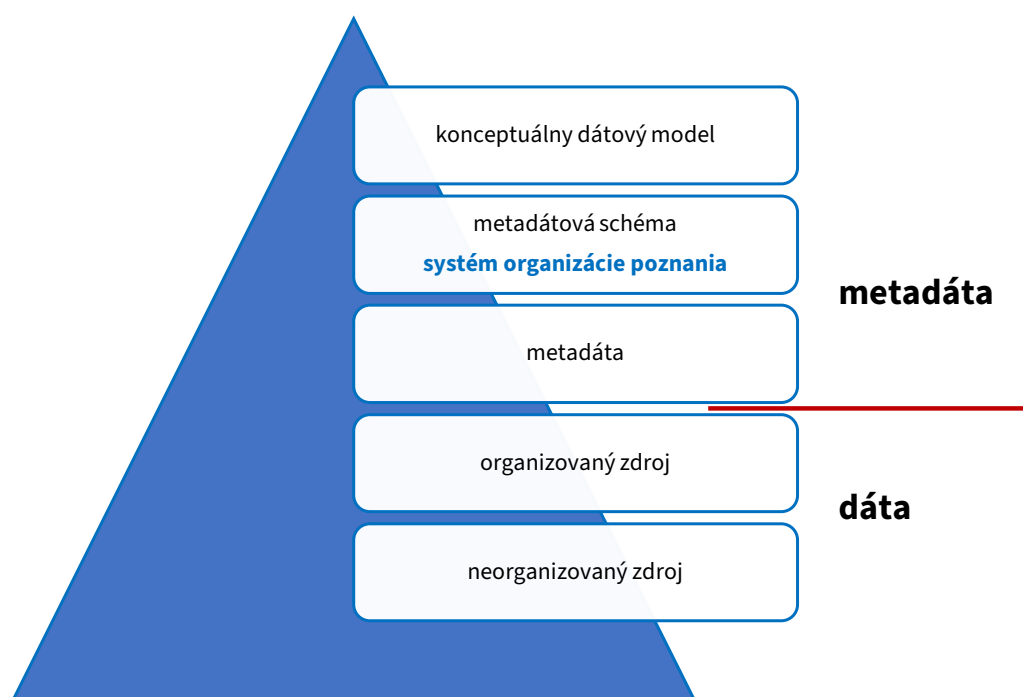 konceptuálny dátový model
metadátová schéma
systém organizácie poznania
metadáta
metadáta
organizovaný zdroj
dáta
neorganizovaný zdroj